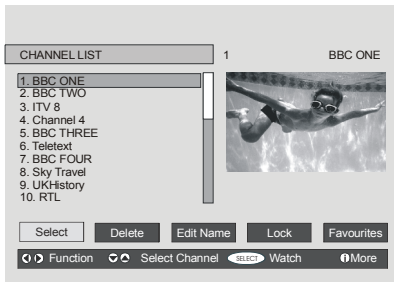 CHANNEL LIST
1 BBC ONE
1. BBC ONE
2. BBC TWO
3. ITV 8
4. Channel 4
5. BBC THREE
6. Teletext
7. BBC FOUR
8. Sky Travel
9. UKHistory
10. RTL
Select Delete Edit Name Lock Favourites
Function Select Channel SELECT Watch i More